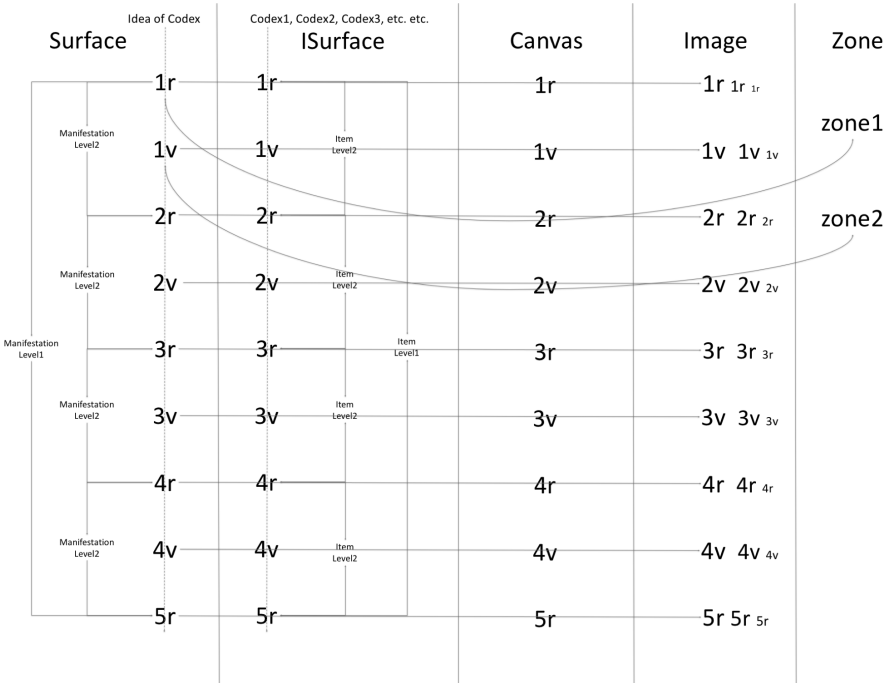 Idea of Codex
Codex1, Codex2, Codex3, etc. etc.
Surface
ISurface
Canvas
Image
Zone
1r 1r 1r 1r 1r 1r
zone1
Manifestation
Level2
Item
Level2
1v 1v 1v 1v 1v 1v
2r 2r 2r 2r 2r 2r
zone2
Manifestation
Level2
Item
Level2
2v 2v 2v 2v 2v 2v
Manifestation
Level1
Item
Level1
3r 3r 3r 3r 3r 3r
Manifestation
Level2
Item
Level2
3v 3v 3v 3v 3v 3v
4r 4r 4r 4r 4r 4r
Manifestation
Level2
Item
Level2
4v 4v 4v 4v 4v 4v
5r 5r 5r 5r 5r 5r